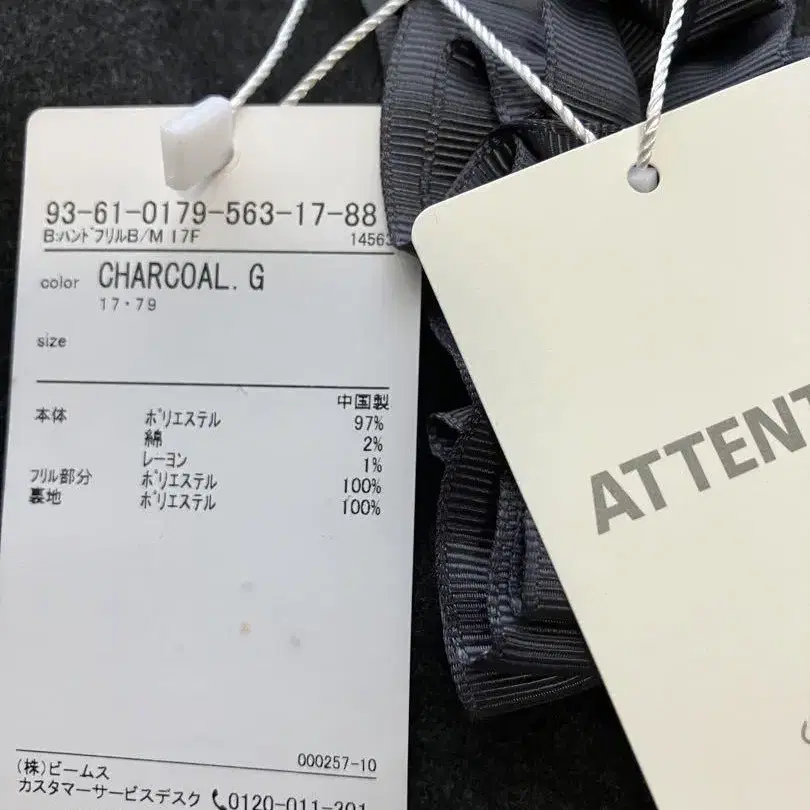 93-61-0179-563-17-88
B:ハンドフリルB/M 17F 14563
color CHARCOAL. G
17・79
size
中国製
本体 ポリエステル 97%
綿 2%
レーヨン 1%
フリル部分 ポリエステル 100%
裏地 ポリエステル 100%
000257-10
(株)ビームス
カスタマーサービスデスク 0120-011-301
ATTENT